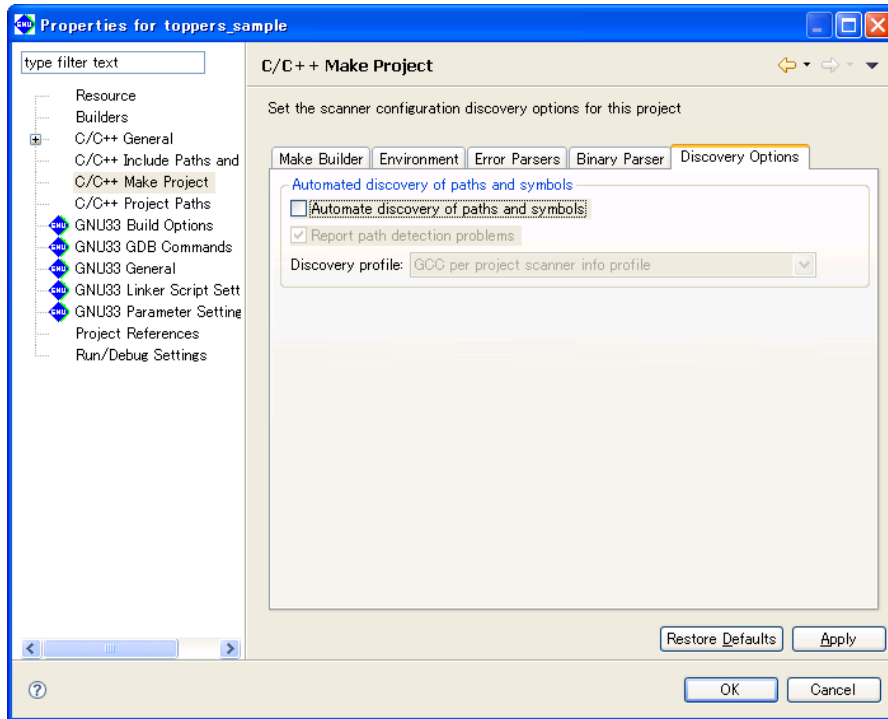 Properties for toppers_sample
type filter text
Resource
Builders
C/C++ General
C/C++ Include Paths and
C/C++ Make Project
C/C++ Project Paths
GNU33 Build Options
GNU33 GDB Commands
GNU33 General
GNU33 Linker Script Sett
GNU33 Parameter Setting
Project References
Run/Debug Settings
C/C++ Make Project
Set the scanner configuration discovery options for this project
Make Builder Environment Error Parsers Binary Parser Discovery Options
Automated discovery of paths and symbols
Automate discovery of paths and symbols
Report path detection problems
Discovery profile: GCC per project scanner info profile
Restore Defaults Apply
OK Cancel